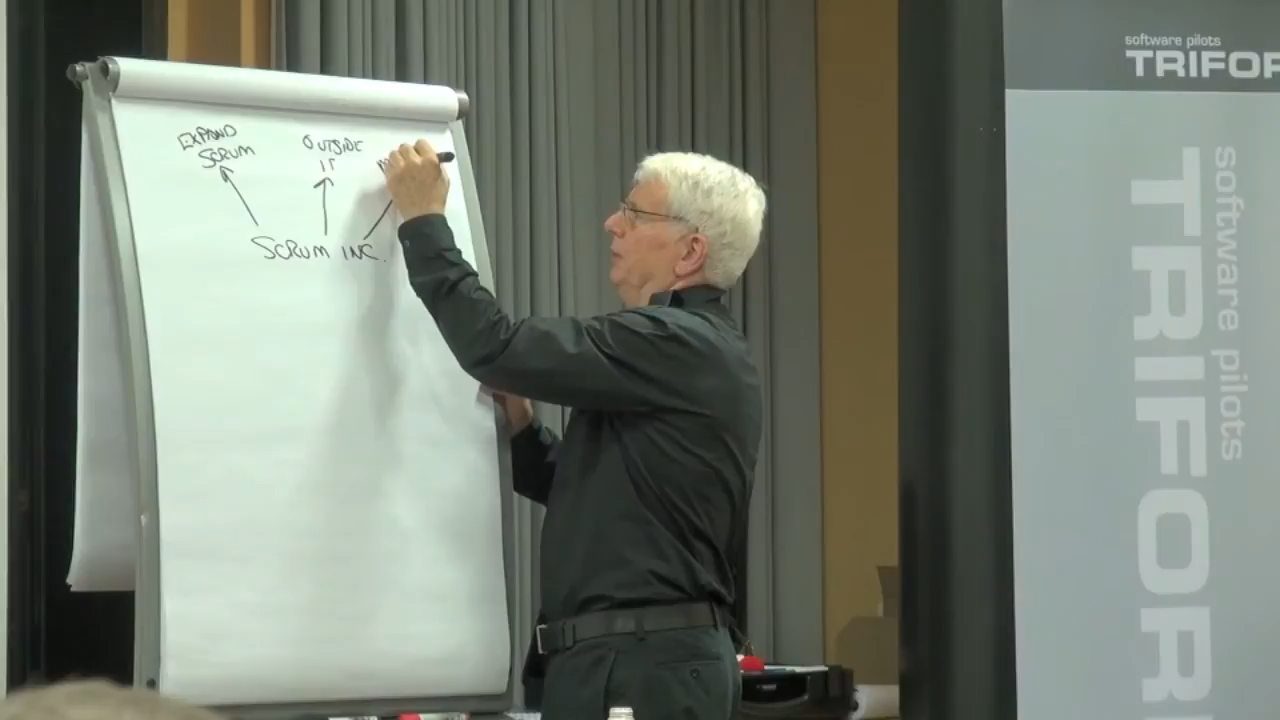 EXPAND
SCRUM
OUTSIDE
IT
SCRUM INC.
software pilots
TRIFOR
software pilots
TRIFOR